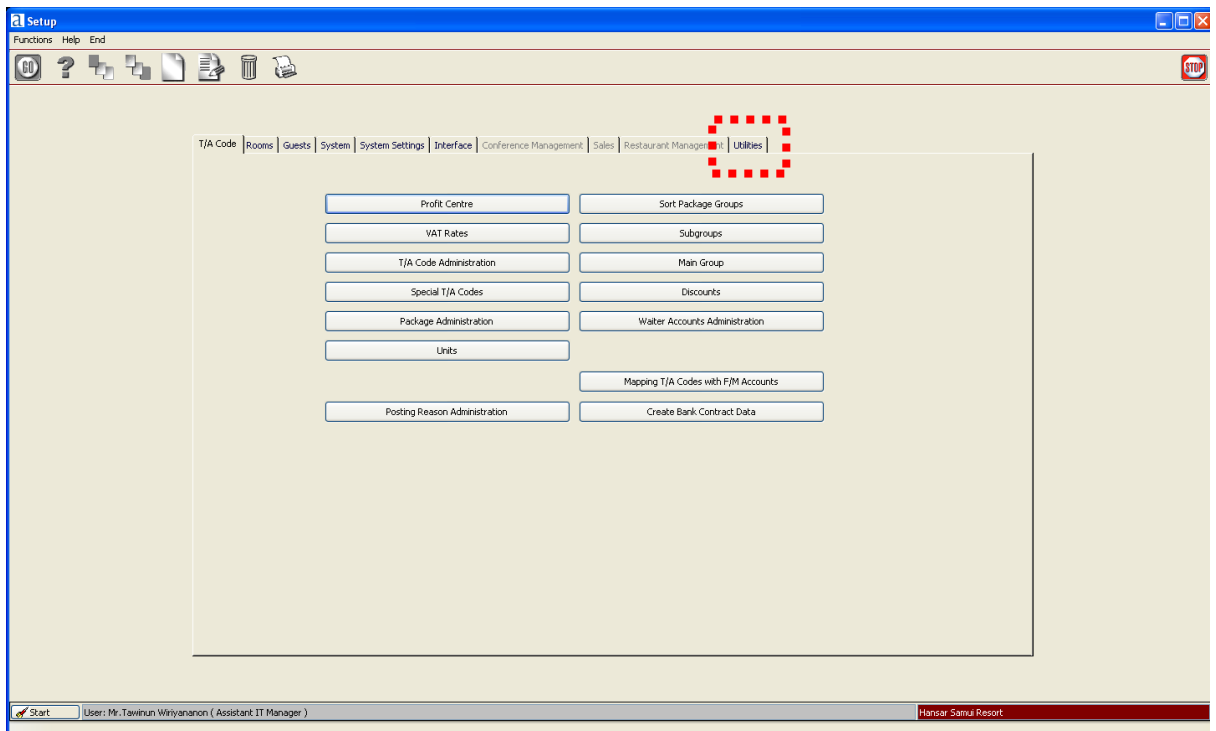 a Setup
Functions Help End
GO ? STOP
T/A Code Rooms Guests System System Settings Interface Conference Management Sales Restaurant Management Utilities
Profit Centre Sort Package Groups
VAT Rates Subgroups
T/A Code Administration Main Group
Special T/A Codes Discounts
Package Administration Waiter Accounts Administration
Units
Mapping T/A Codes with F/M Accounts
Posting Reason Administration Create Bank Contract Data
Start User: Mr.Tawinun Wiriyananon ( Assistant IT Manager ) Hansar Samui Resort